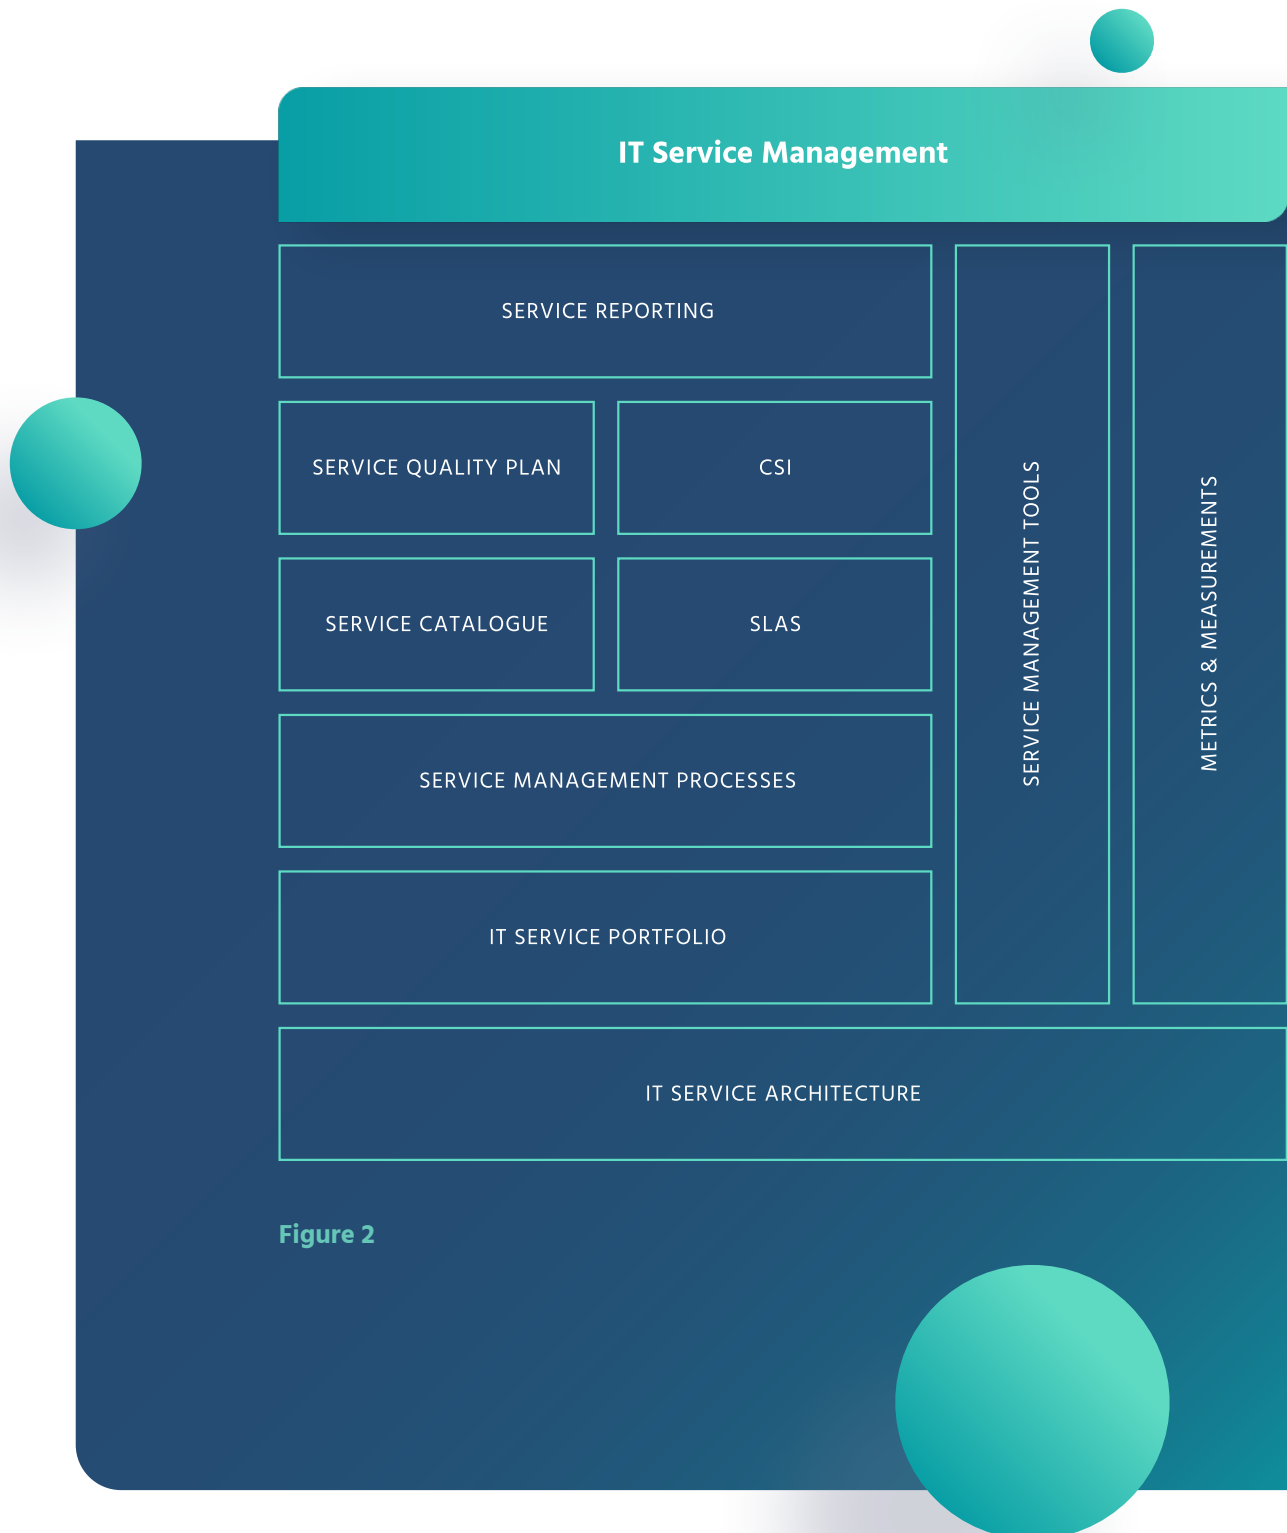 IT Service Management
SERVICE REPORTING
SERVICE QUALITY PLAN
CSI
SERVICE CATALOGUE
SLAS
SERVICE MANAGEMENT PROCESSES
IT SERVICE PORTFOLIO
SERVICE MANAGEMENT TOOLS
METRICS & MEASUREMENTS
IT SERVICE ARCHITECTURE
Figure 2